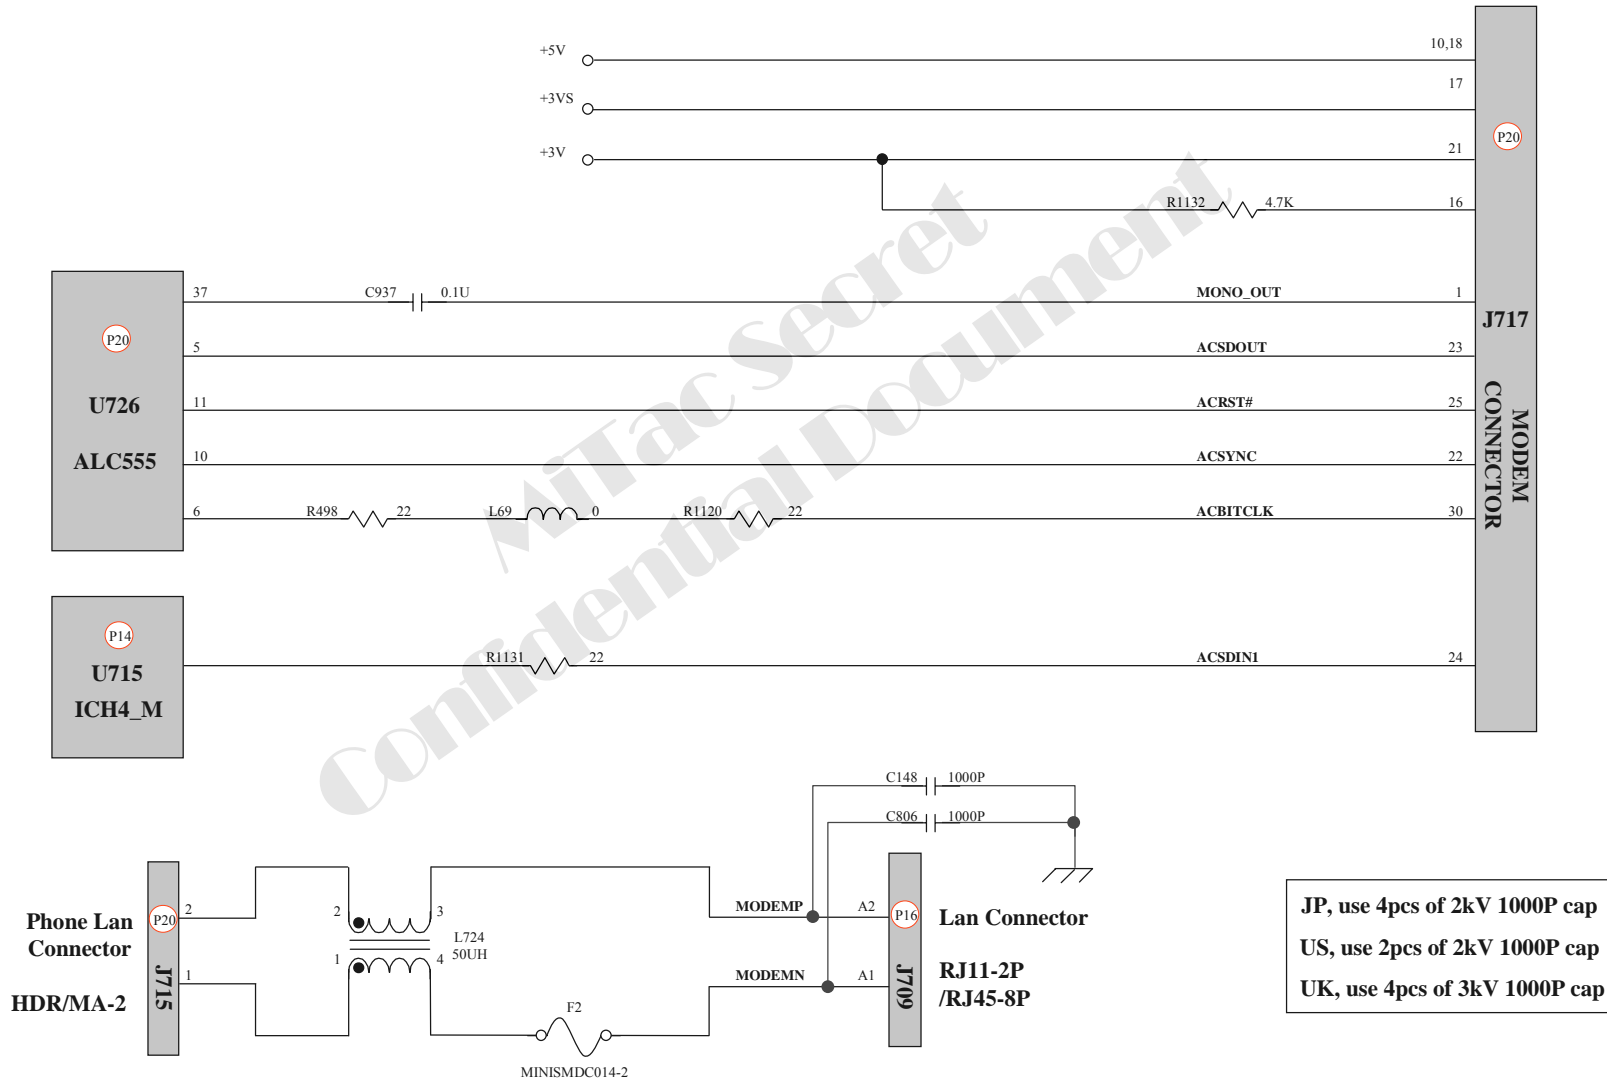 +5V
10,18
+3VS
17
+3V
21
P20
R1132
4.7K
16
37
C937
0.1U
MONO_OUT
1
J717
MODEM
CONNECTOR
P20
5
ACSDOUT
23
U726
11
ACRST#
25
ALC555
10
ACSYNC
22
6
R498
22
L69
0
R1120
22
ACBITCLK
30
P14
U715
ICH4_M
R1131
22
ACSDIN1
24
MiTac Secret
Confidential Document
C148
1000P
C806
1000P
Phone Lan
Connector
HDR/MA-2
P20
J715
2
1
2
3
1
4
L724
50UH
F2
MINISMDC014-2
MODEMP
A2
MODEMN
A1
P16
J709
Lan Connector
RJ11-2P
/RJ45-8P
JP, use 4pcs of 2kV 1000P cap
US, use 2pcs of 2kV 1000P cap
UK, use 4pcs of 3kV 1000P cap